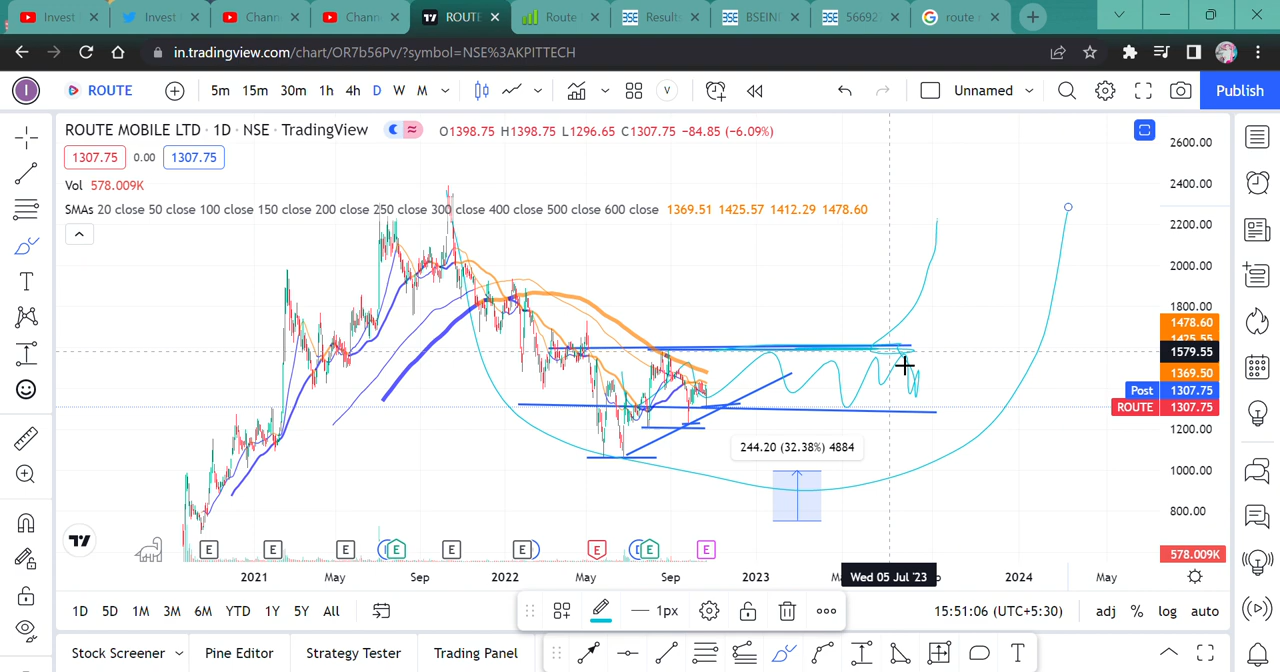 Invest
Invest
Chann
Chann
ROUTE
Route
Results
BSEIN
56692
route
in.tradingview.com/chart/OR7b56Pv/?symbol=NSE%3AKPITTECH
I ROUTE 5m 15m 30m 1h 4h D W M V Unnamed Publish
ROUTE MOBILE LTD · 1D · NSE · TradingView O1398.75 H1398.75 L1296.65 C1307.75 −84.85 (−6.09%)
1307.75 0.00 1307.75
Vol 578.009K
SMAs 20 close 50 close 100 close 150 close 200 close 250 close 300 close 400 close 500 close 600 close 1369.51 1425.57 1412.29 1478.60
2600.00
2400.00
2200.00
2000.00
1800.00
1478.60
1425.55
1579.55
1369.50
Post 1307.75
ROUTE 1307.75
1200.00
1000.00
800.00
578.009K
244.20 (32.38%) 4884
E E E E E E E E E
2021 May Sep 2022 May Sep 2023 Wed 05 Jul '23 2024 May
1D 5D 1M 3M 6M YTD 1Y 5Y All 1px 15:51:06 (UTC+5:30) adj % log auto
Stock Screener Pine Editor Strategy Tester Trading Panel